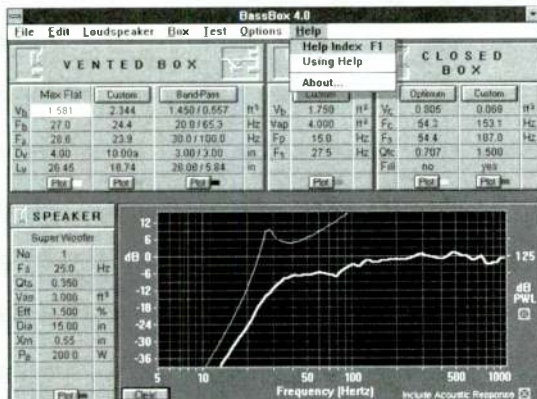 BassBox 4.0
File Edit Loudspeaker Box Test Options Help
Help Index F1
Using Help
About...
VENTED BOX
CLOSED BOX
Max Flat Custom Band-Pass
Custom
Optimum Custom
Vb 1.581 2.344 1.450 / 0.557 ft³
Fb 27.0 24.4 20.0 / 65.3 Hz
F3 28.6 23.9 30.0 / 100.0 Hz
Dv 4.00 10.00a 3.00 / 3.00 in
Lv 26.45 18.74 28.00 / 5.84 in
Plot Plot Plot
Vb 1.750 ft³
Vap 4.000 ft³
Fp 15.0 Hz
27.5 Hz
Plot
Vc 0.805 0.069 ft³
Fc 54.2 153.1 Hz
F3 54.4 107.0 Hz
Qtc 0.707 1.500
Fill no yes
Plot Plot
SPEAKER
Super Woofer
No 1
Fs 25.0 Hz
Qts 0.350
Vas 3.000 ft³
Eff 1.500 %
Dia 15.00 in
Xm 0.55 in
Pe 200.0 W
Plot
12
6
dB 0
-6
-12
-18
-24
-30
-36
125
dB
PWL
5 10 50 100 500 1000
Clear
Frequency (Hertz)
Include Acoustic Response